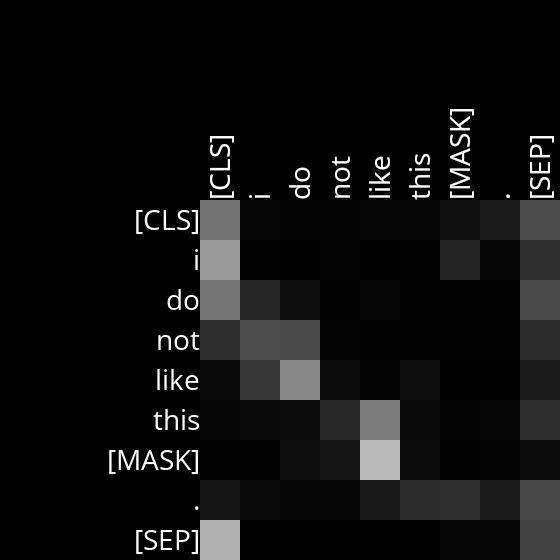 [CLS] i do not like this [MASK] . [SEP]
[CLS]
i
do
not
like
this
[MASK]
.
[SEP]